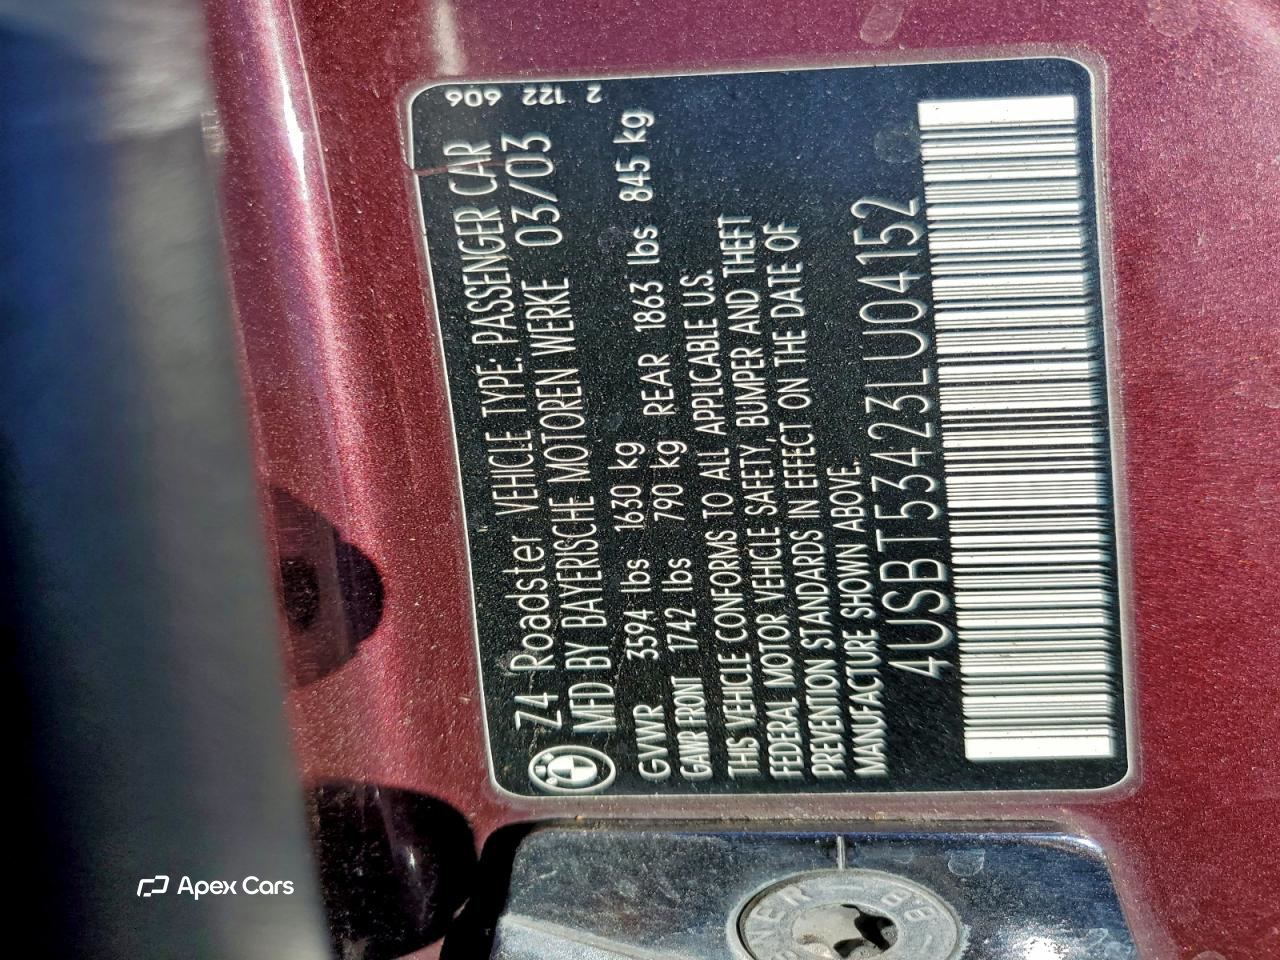 2 122 606
Z4 Roadster VEHICLE TYPE: PASSENGER CAR
MFD BY BAYERISCHE MOTOREN WERKE 03/03
GVWR 3594 lbs 1630 kg
GAWR FRONT 1742 lbs 790 kg REAR 1863 lbs 845 kg
THIS VEHICLE CONFORMS TO ALL APPLICABLE U.S.
FEDERAL MOTOR VEHICLE SAFETY, BUMPER AND THEFT
PREVENTION STANDARDS IN EFFECT ON THE DATE OF
MANUFACTURE SHOWN ABOVE.
4USBT53423LU04152
Apex Cars